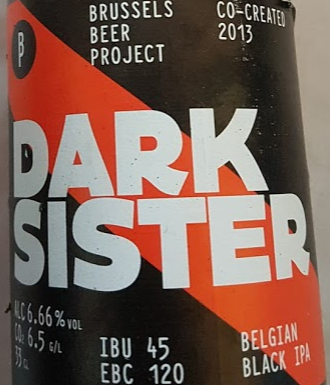 B
P
BRUSSELS
BEER
PROJECT
CO-CREATED
2013
DARK
SISTER
ALC 6.66% VOL
CO₂ 6.5 G/L
33 CL
IBU 45
EBC 120
BELGIAN
BLACK IPA